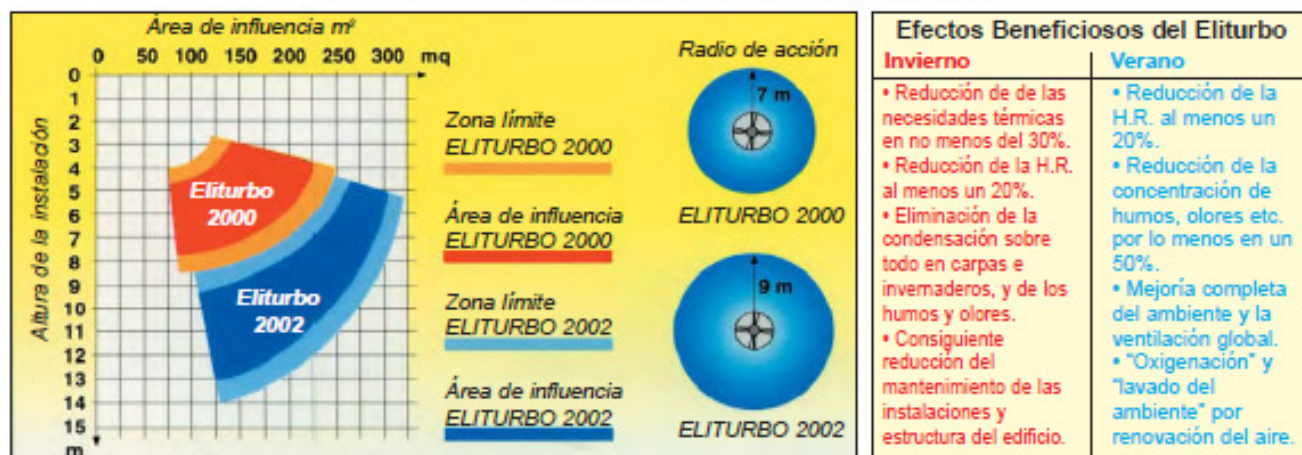 Área de influencia m²
0 50 100 150 200 250 300 mq
Altura de la instalación
0
1
2
3
4
5
6
7
8
9
10
11
12
13
14
15
m
Eliturbo
2000
Eliturbo
2002
Zona límite
ELITURBO 2000
Área de influencia
ELITURBO 2000
Zona límite
ELITURBO 2002
Área de influencia
ELITURBO 2002
Radio de acción
7 m
ELITURBO 2000
9 m
ELITURBO 2002
Efectos Beneficiosos del Eliturbo
Invierno
• Reducción de de las
necesidades térmicas
en no menos del 30%.
• Reducción de la H.R.
al menos un 20%.
• Eliminación de la
condensación sobre
todo en carpas e
invernaderos, y de los
humos y olores.
• Consiguiente
reducción del
mantenimiento de las
instalaciones y
estructura del edificio.
Verano
• Reducción de la
H.R. al menos un
20%.
• Reducción de la
concentración de
humos, olores etc.
por lo menos en un
50%.
• Mejoría completa
del ambiente y la
ventilación global.
• "Oxigenación" y
"lavado del
ambiente" por
renovación del aire.